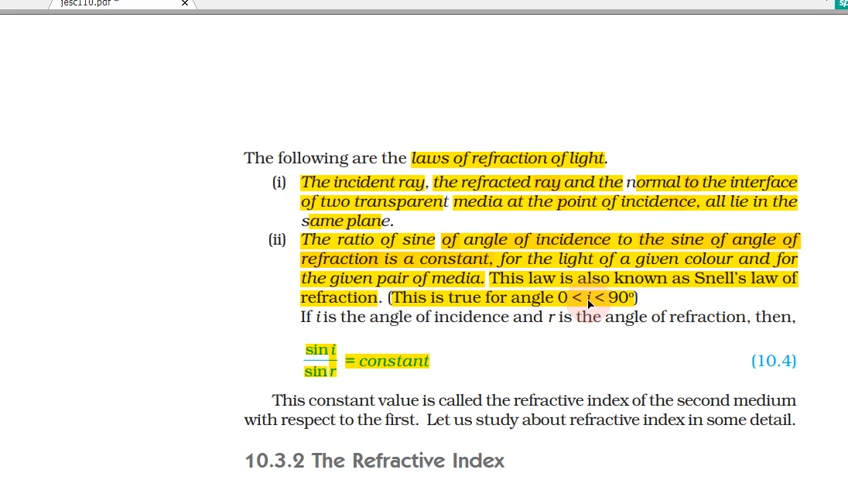 jesc110.pdf
The following are the laws of refraction of light.
(i) The incident ray, the refracted ray and the normal to the interface
of two transparent media at the point of incidence, all lie in the
same plane.
(ii) The ratio of sine of angle of incidence to the sine of angle of
refraction is a constant, for the light of a given colour and for
the given pair of media. This law is also known as Snell’s law of
refraction. (This is true for angle 0 < i < 90°)
If i is the angle of incidence and r is the angle of refraction, then,
sin i
sin r = constant (10.4)
This constant value is called the refractive index of the second medium
with respect to the first. Let us study about refractive index in some detail.
10.3.2 The Refractive Index